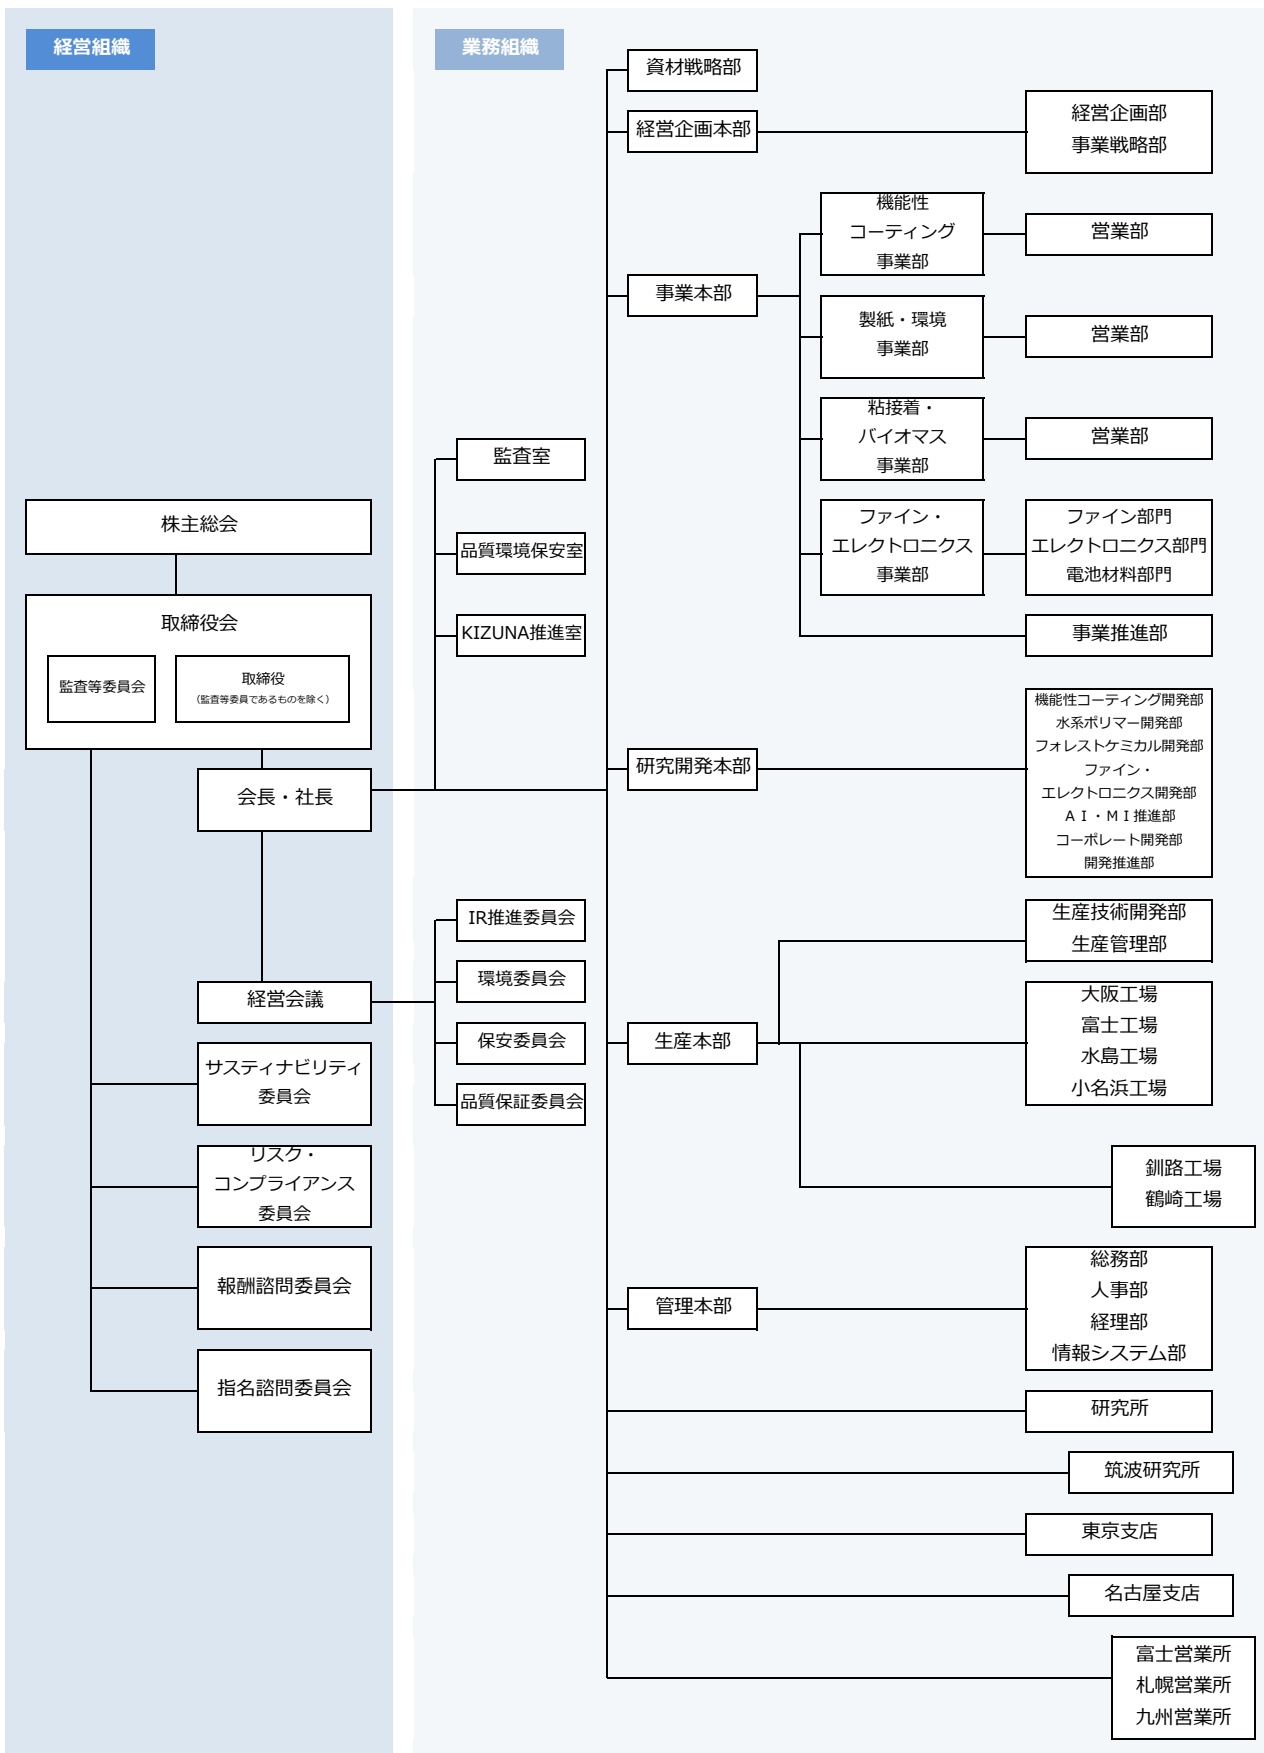 経営組織
株主総会
取締役会
監査等委員会
取締役
（監査等委員であるものを除く）
会長・社長
経営会議
サスティナビリティ
委員会
リスク・
コンプライアンス
委員会
報酬諮問委員会
指名諮問委員会
業務組織
監査室
品質環境保安室
KIZUNA推進室
IR推進委員会
環境委員会
保安委員会
品質保証委員会
資材戦略部
経営企画本部
経営企画部
事業戦略部
事業本部
機能性
コーティング
事業部
営業部
製紙・環境
事業部
営業部
粘接着・
バイオマス
事業部
営業部
ファイン・
エレクトロニクス
事業部
ファイン部門
エレクトロニクス部門
電池材料部門
事業推進部
研究開発本部
機能性コーティング開発部
水系ポリマー開発部
フォレストケミカル開発部
ファイン・
エレクトロニクス開発部
ＡＩ・ＭＩ推進部
コーポレート開発部
開発推進部
生産本部
生産技術開発部
生産管理部
大阪工場
富士工場
水島工場
小名浜工場
釧路工場
鶴崎工場
管理本部
総務部
人事部
経理部
情報システム部
研究所
筑波研究所
東京支店
名古屋支店
富士営業所
札幌営業所
九州営業所